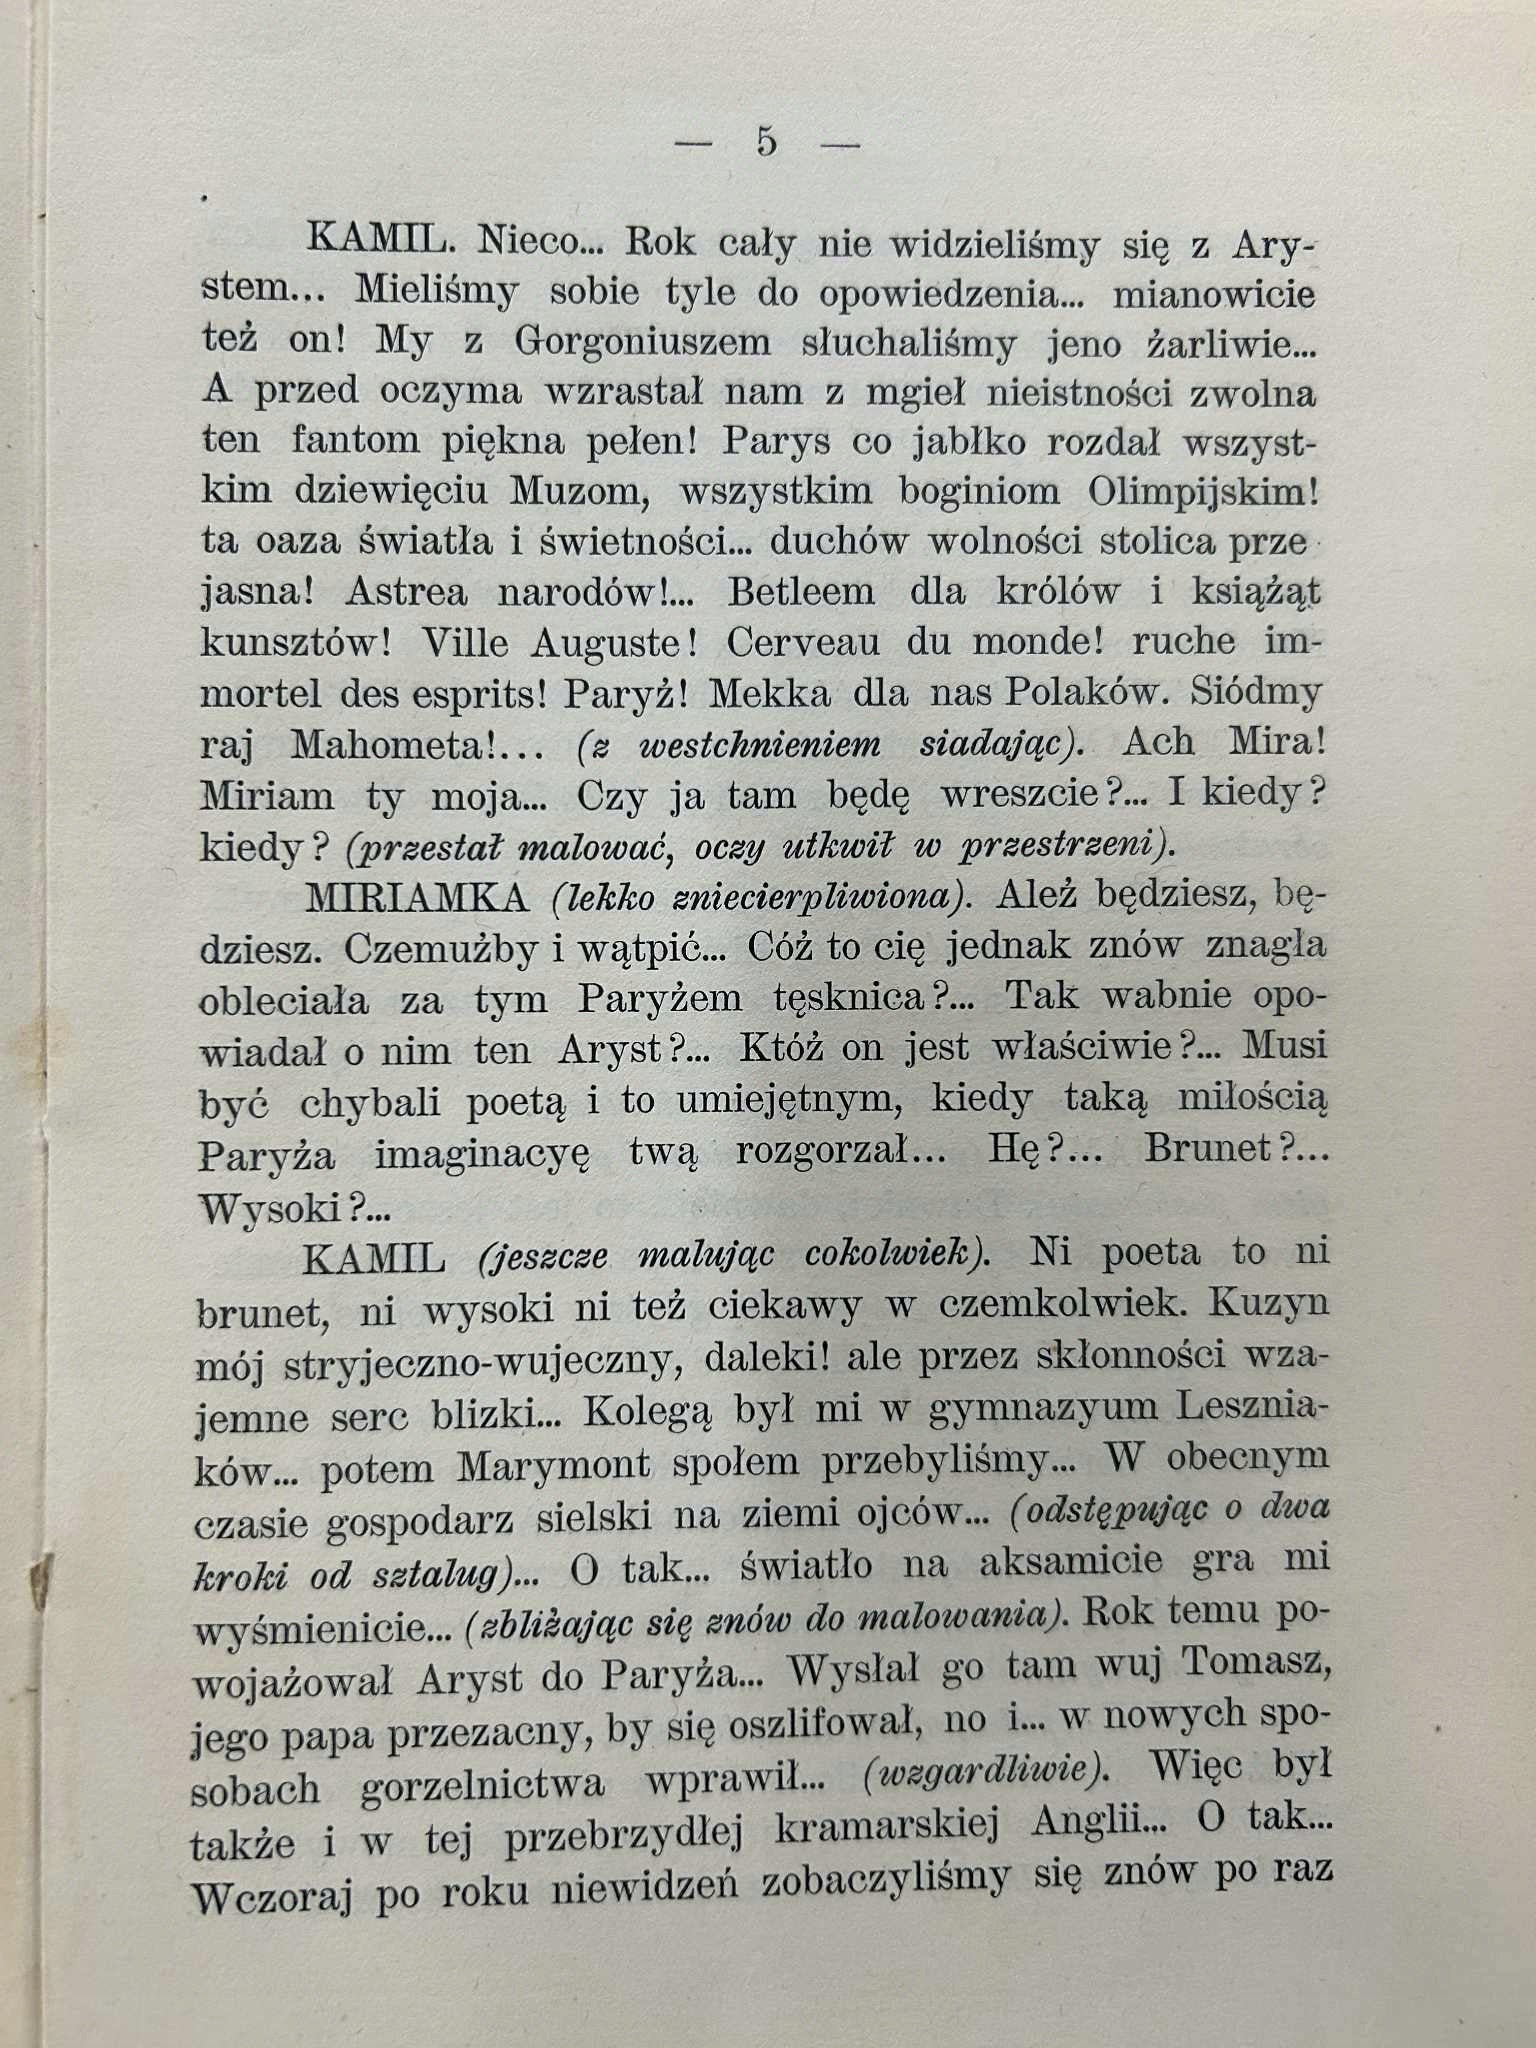 — 5 —
KAMIL. Nieco... Rok cały nie widzieliśmy się z Ary-
stem... Mieliśmy sobie tyle do opowiedzenia... mianowicie
też on! My z Gorgoniuszem słuchaliśmy jeno żarliwie...
A przed oczyma wzrastał nam z mgieł nieistności zwolna
ten fantom piękna pełen! Parys co jabłko rozdał wszyst-
kim dziewięciu Muzom, wszystkim boginiom Olimpijskim!
ta oaza światła i świetności... duchów wolności stolica prze-
jasna! Astrea narodów!... Betleem dla królów i książąt
kunsztów! Ville Auguste! Cerveau du monde! ruche im-
mortel des esprits! Paryż! Mekka dla nas Polaków. Siódmy
raj Mahometa!... (z westchnieniem siadając). Ach Mira!
Miriam ty moja... Czy ja tam będę wreszcie?... I kiedy?
kiedy? (przestał malować, oczy utkwił w przestrzeni).
MIRIAMKA (lekko zniecierpliwiona). Ależ będziesz, bę-
dziesz. Czemużby i wątpić... Cóż to cię jednak znów znagla
obleciała za tym Paryżem tęsknica?... Tak wabnie opo-
wiadał o nim ten Aryst?... Któż on jest właściwie?... Musi
być chybali poetą i to umiejętnym, kiedy taką miłością
Paryża imaginacyę twą rozgorzał... Hę?... Brunet?...
Wysoki?...
KAMIL (jeszcze malując cokolwiek). Ni poeta to ni
brunet, ni wysoki ni też ciekawy w czemkolwiek. Kuzyn
mój stryjeczno-wujeczny, daleki! ale przez skłonności wza-
jemne serc blizki... Kolegą był mi w gymnazyum Lesznia-
ków... potem Marymont społem przebyliśmy... W obecnym
czasie gospodarz sielski na ziemi ojców... (odstępując o dwa
kroki od sztalug)... O tak... światło na aksamicie gra mi
wyśmienicie... (zbliżając się znów do malowania). Rok temu po-
wojażował Aryst do Paryża... Wysłał go tam wuj Tomasz,
jego papa przezacny, by się oszlifował, no i... w nowych spo-
sobach gorzelnictwa wprawił... (wzgardliwie). Więc był
także i w tej przebrzydłej kramarskiej Anglii... O tak...
Wczoraj po roku niewidzeń zobaczyliśmy się znów po raz